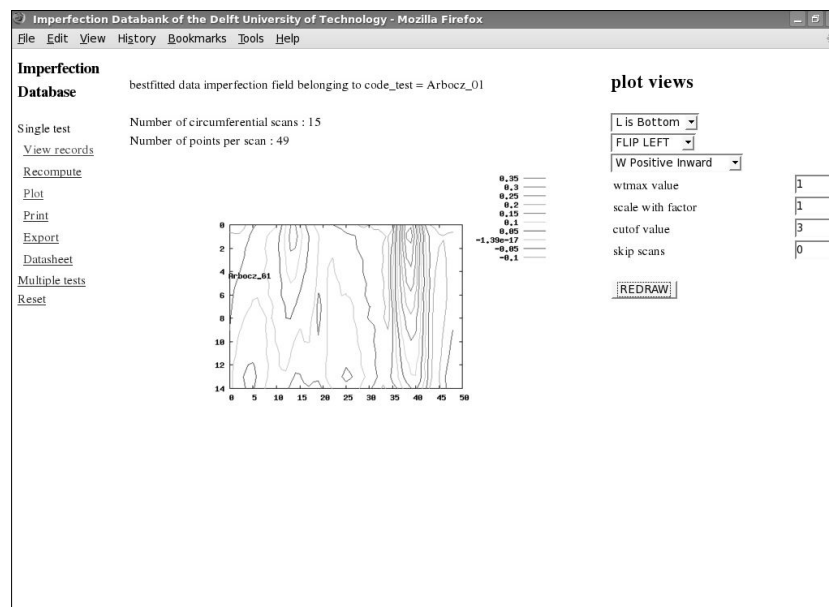 Imperfection Databank of the Delft University of Technology - Mozilla Firefox
File Edit View History Bookmarks Tools Help
Imperfection
Database
Single test
View records
Recompute
Plot
Print
Export
Datasheet
Multiple tests
Reset
bestfitted data imperfection field belonging to code_test = Arbocz_01
Number of circumferential scans : 15
Number of points per scan : 49
0.35
0.3
0.25
0.2
0.15
0.1
0.05
-1.39e-17
-0.05
-0.1
0
2
4
6
8
10
12
14
Arbocz_01
0 5 10 15 20 25 30 35 40 45 50
plot views
L is Bottom
FLIP LEFT
W Positive Inward
wtmax value 1
scale with factor 1
cutof value 3
skip scans 0
REDRAW